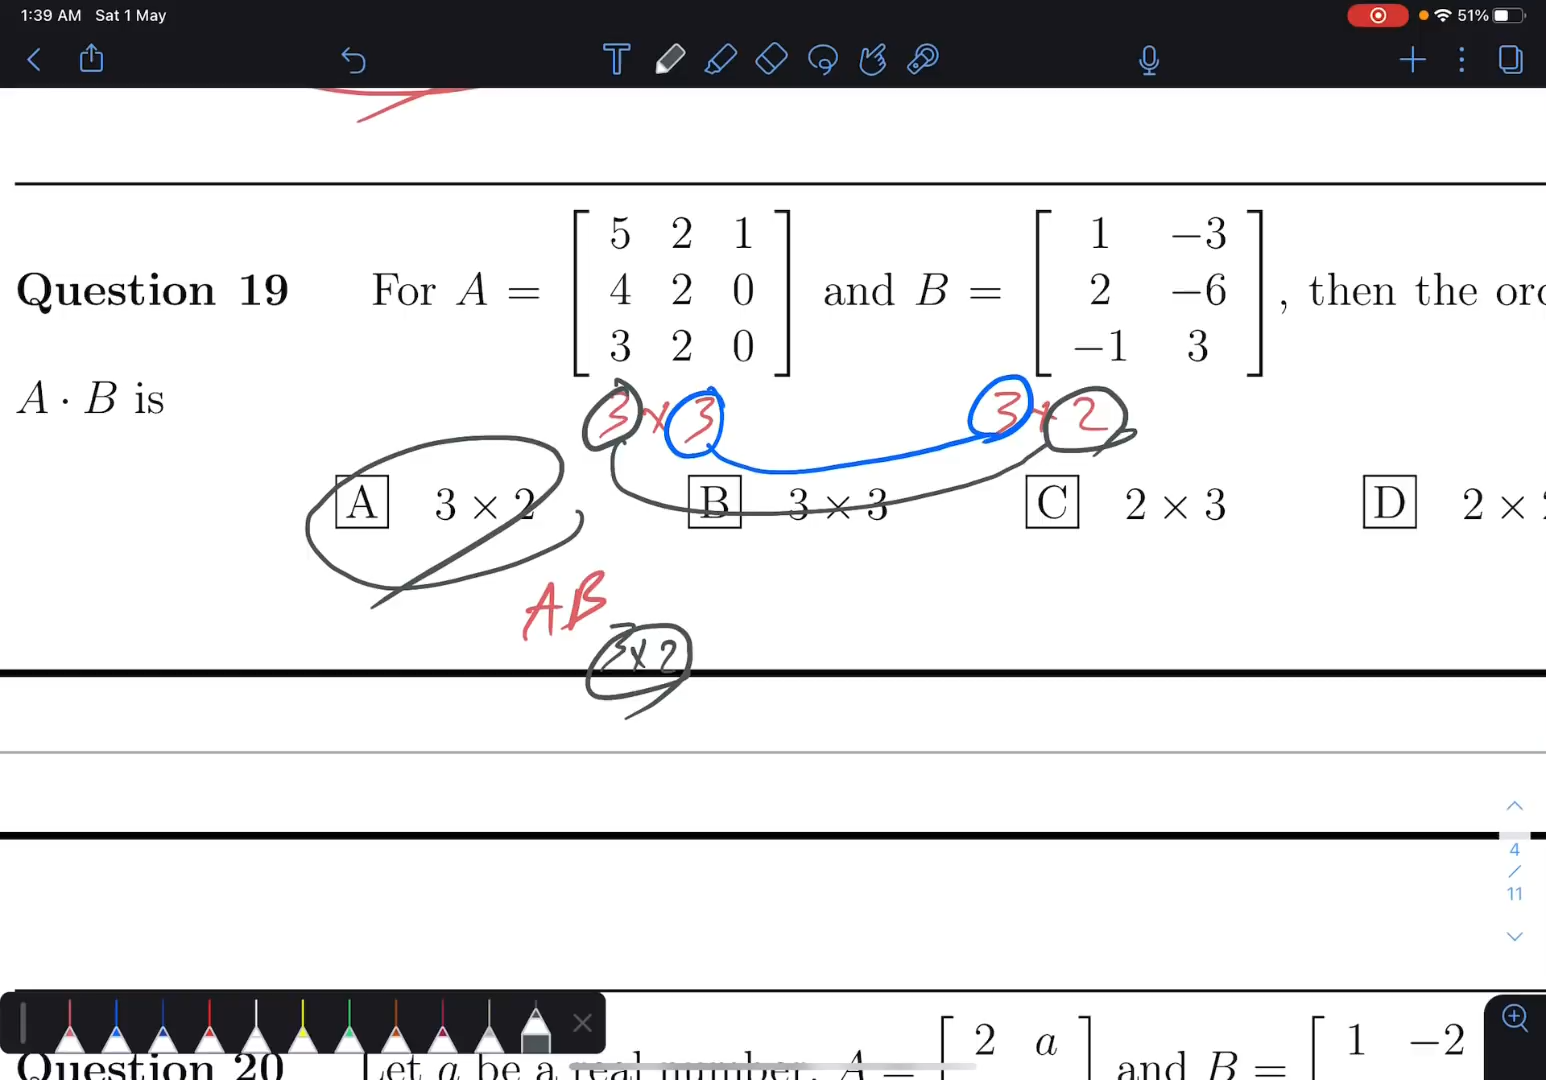 1:39 AM Sat 1 May 51%
Question 19 For A = [ 5 2 1 ; 4 2 0 ; 3 2 0 ] and B = [ 1 −3 ; 2 −6 ; −1 3 ], then the
A · B is
3 × 3 3 × 2
A 3 × 2 B 3 × 3 C 2 × 3 D 2 ×
AB
3×2
4
/
11
Question 20 Let a be a real number. A = [ 2 a and B = [ 1 −2